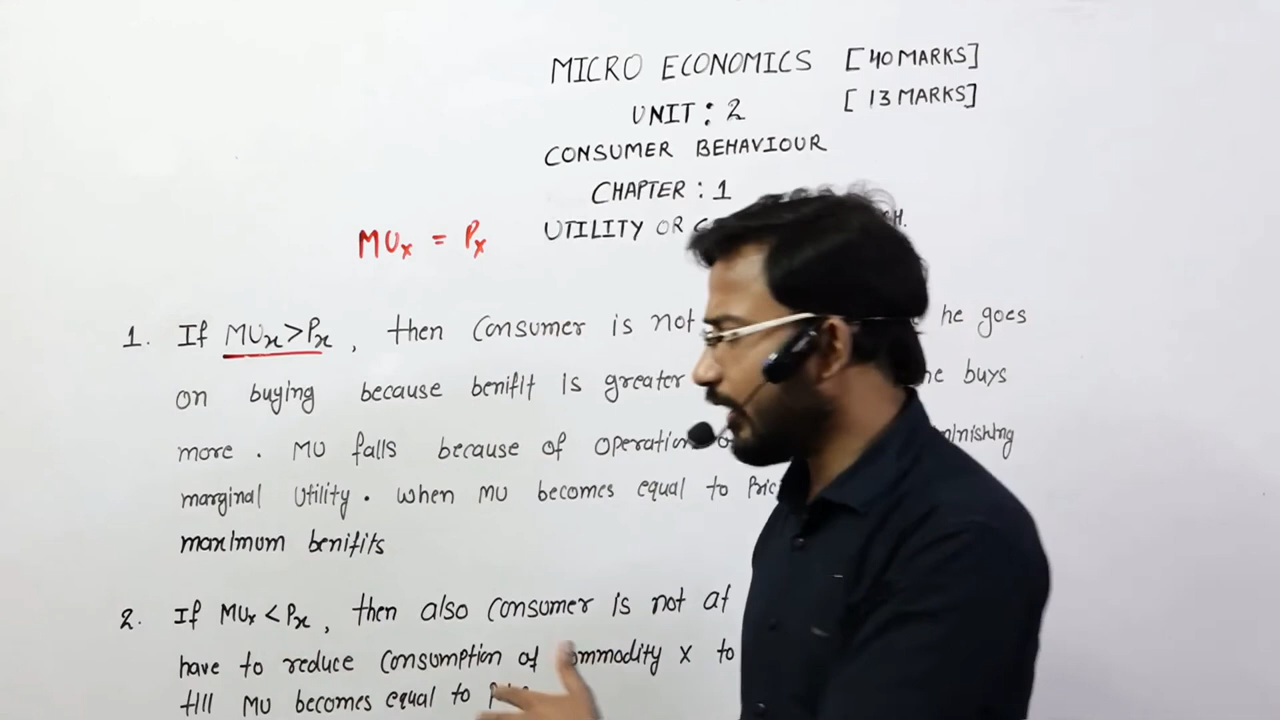 MICRO ECONOMICS [40 MARKS]
UNIT : 2 [13 MARKS]
CONSUMER BEHAVIOUR
CHAPTER : 1
UTILITY OR
MUx = Px
1. If MUx > Px, then Consumer is not he goes
on buying because benifit is greater buys
more. MU falls because of operation
marginal Utility. when MU becomes equal to
maximum benifits
2. If MUx < Px, then also Consumer is not at
have to reduce Consumption of commodity x to
till MU becomes equal to